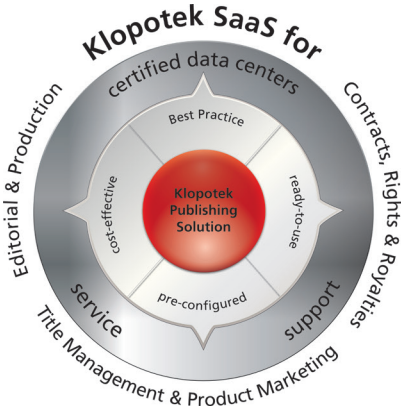 Klopotek SaaS for
Editorial & Production
Contracts, Rights & Royalties
Title Management & Product Marketing
certified data centers
service
support
Best Practice
cost-effective
ready-to-use
pre-configured
Klopotek
Publishing
Solution